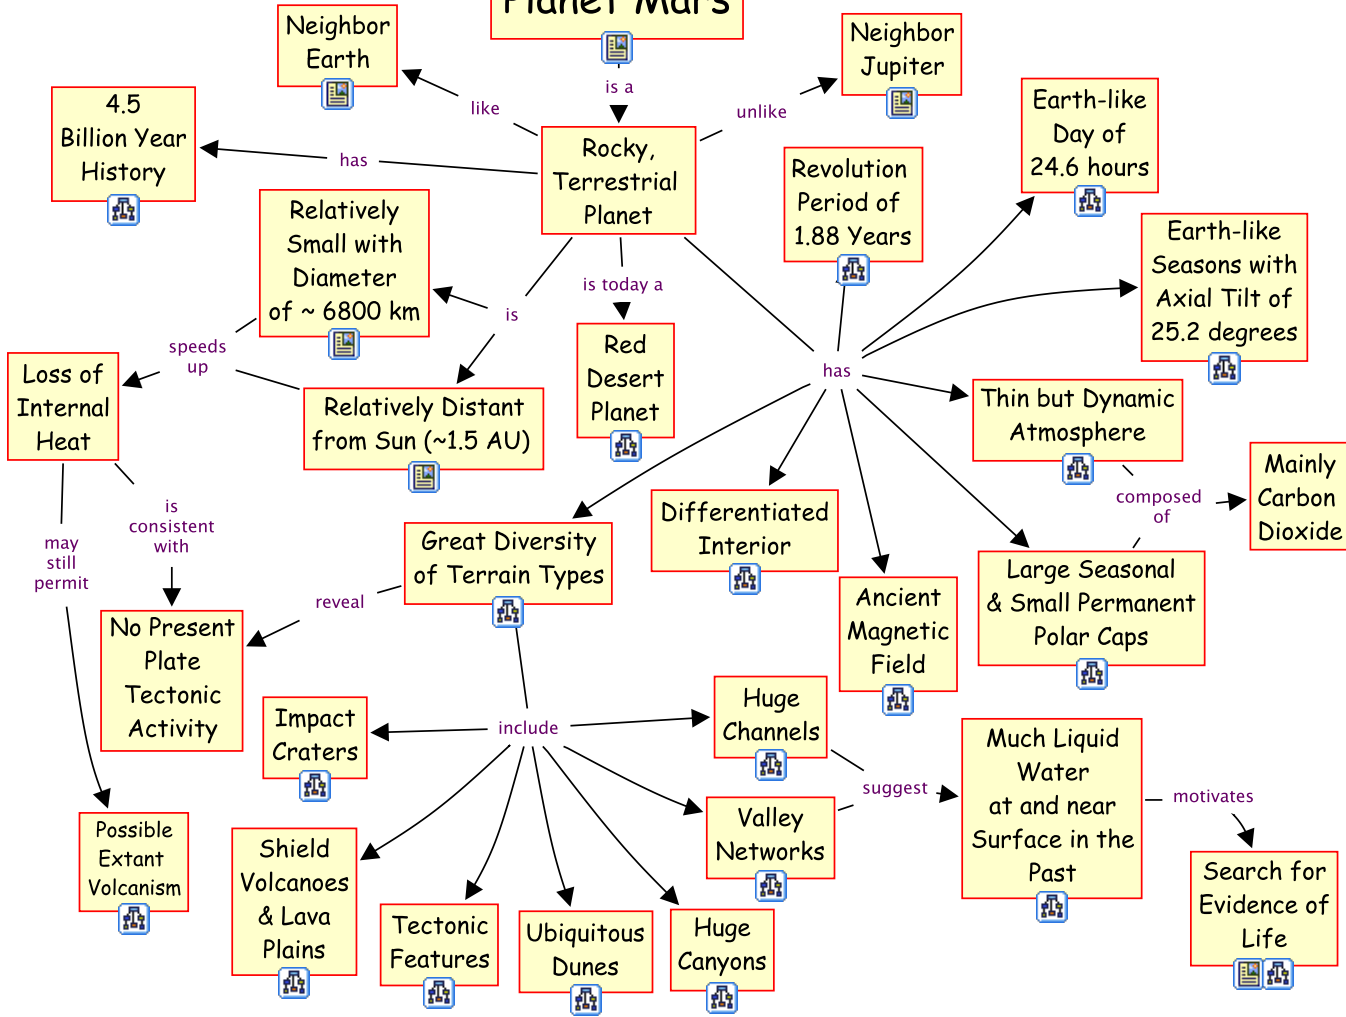 Planet Mars
Neighbor
Earth
Neighbor
Jupiter
is a
like
unlike
4.5
Billion Year
History
has
Rocky,
Terrestrial
Planet
Revolution
Period of
1.88 Years
Earth-like
Day of
24.6 hours
Relatively
Small with
Diameter
of ~ 6800 km
is today a
is
Earth-like
Seasons with
Axial Tilt of
25.2 degrees
speeds
up
Red
Desert
Planet
has
Loss of
Internal
Heat
Relatively Distant
from Sun (~1.5 AU)
Thin but Dynamic
Atmosphere
Mainly
Carbon
Dioxide
composed
of
is
consistent
with
may
still
permit
Great Diversity
of Terrain Types
Differentiated
Interior
Ancient
Magnetic
Field
Large Seasonal
& Small Permanent
Polar Caps
reveal
No Present
Plate
Tectonic
Activity
Impact
Craters
include
Huge
Channels
suggest
Much Liquid
Water
at and near
Surface in the
Past
motivates
Valley
Networks
Possible
Extant
Volcanism
Shield
Volcanoes
& Lava
Plains
Tectonic
Features
Ubiquitous
Dunes
Huge
Canyons
Search for
Evidence of
Life